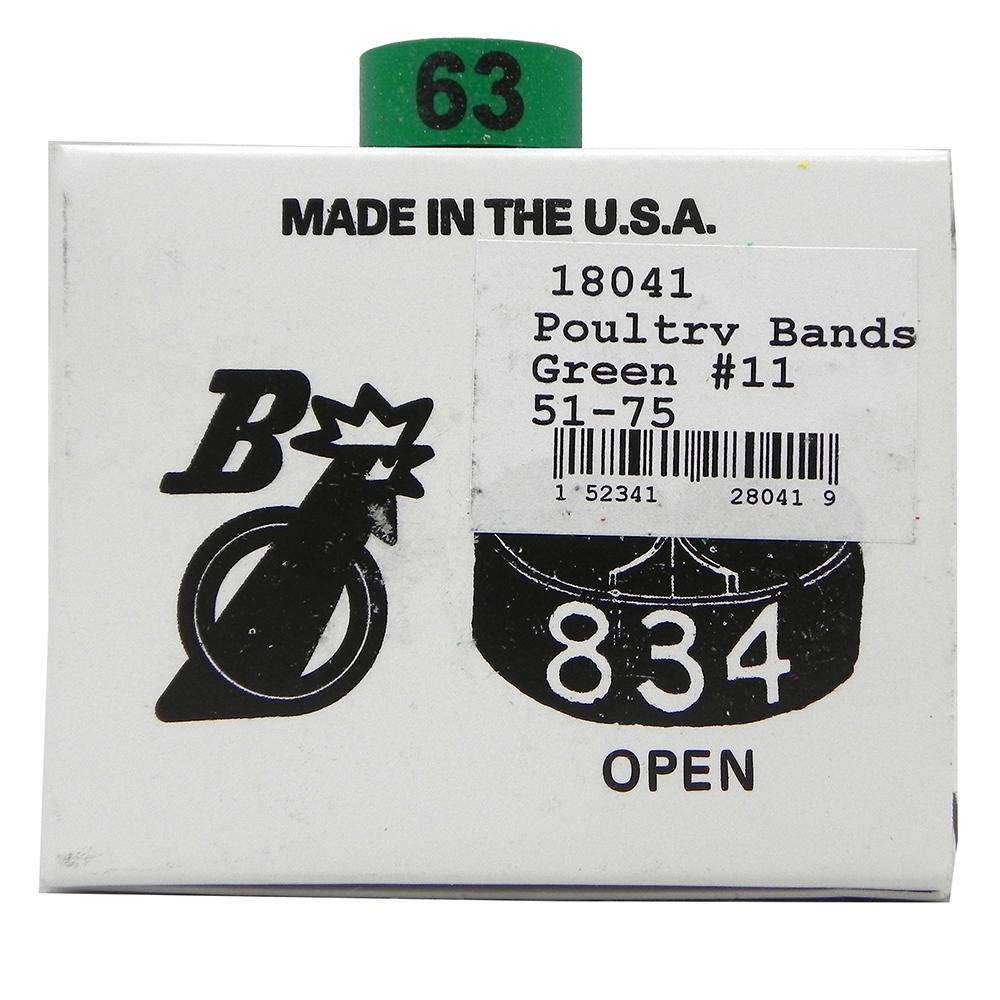 63
MADE IN THE U.S.A.
18041
Poultry Bands
Green #11
51-75
1 52341 28041 9
B
834
OPEN